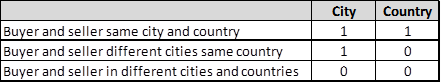 City Country
Buyer and seller same city and country 1 1
Buyer and seller different cities same country 1 0
Buyer and seller in different cities and countries 0 0